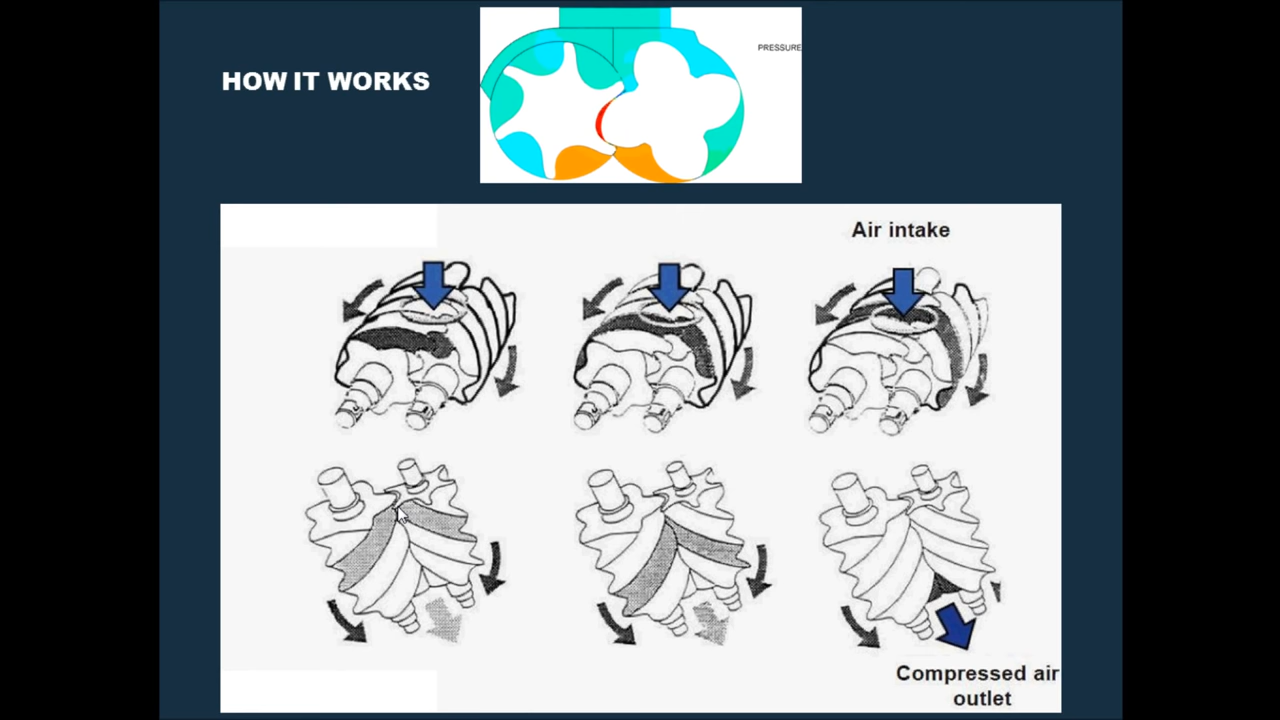 HOW IT WORKS
PRESSURE
Air intake
Compressed air
outlet